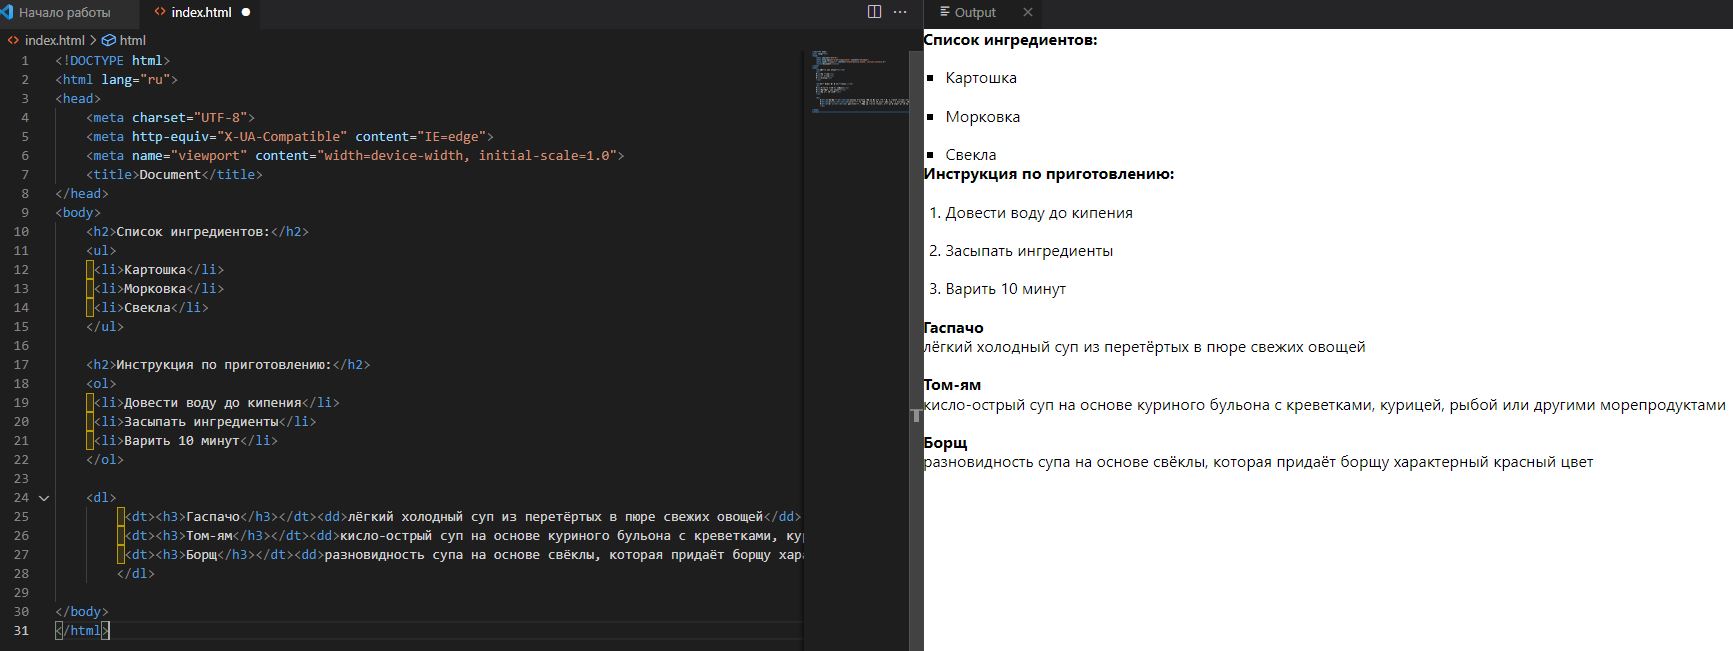 Начало работы
index.html
Output
index.html > html
1 <!DOCTYPE html>
2 <html lang="ru">
3 <head>
4 <meta charset="UTF-8">
5 <meta http-equiv="X-UA-Compatible" content="IE=edge">
6 <meta name="viewport" content="width=device-width, initial-scale=1.0">
7 <title>Document</title>
8 </head>
9 <body>
10 <h2>Список ингредиентов:</h2>
11 <ul>
12 <li>Картошка</li>
13 <li>Морковка</li>
14 <li>Свекла</li>
15 </ul>
16
17 <h2>Инструкция по приготовлению:</h2>
18 <ol>
19 <li>Довести воду до кипения</li>
20 <li>Засыпать ингредиенты</li>
21 <li>Варить 10 минут</li>
22 </ol>
23
24 <dl>
25 <dt><h3>Гаспачо</h3></dt><dd>лёгкий холодный суп из перетёртых в пюре свежих овощей</dd>
26 <dt><h3>Том-ям</h3></dt><dd>кисло-острый суп на основе куриного бульона с креветками, кур
27 <dt><h3>Борщ</h3></dt><dd>разновидность супа на основе свёклы, которая придаёт борщу хара
28 </dl>
29
30 </body>
31 </html>
Список ингредиентов:
Картошка
Морковка
Свекла
Инструкция по приготовлению:
1. Довести воду до кипения
2. Засыпать ингредиенты
3. Варить 10 минут
Гаспачо
лёгкий холодный суп из перетёртых в пюре свежих овощей
Том-ям
кисло-острый суп на основе куриного бульона с креветками, курицей, рыбой или другими морепродуктами
Борщ
разновидность супа на основе свёклы, которая придаёт борщу характерный красный цвет